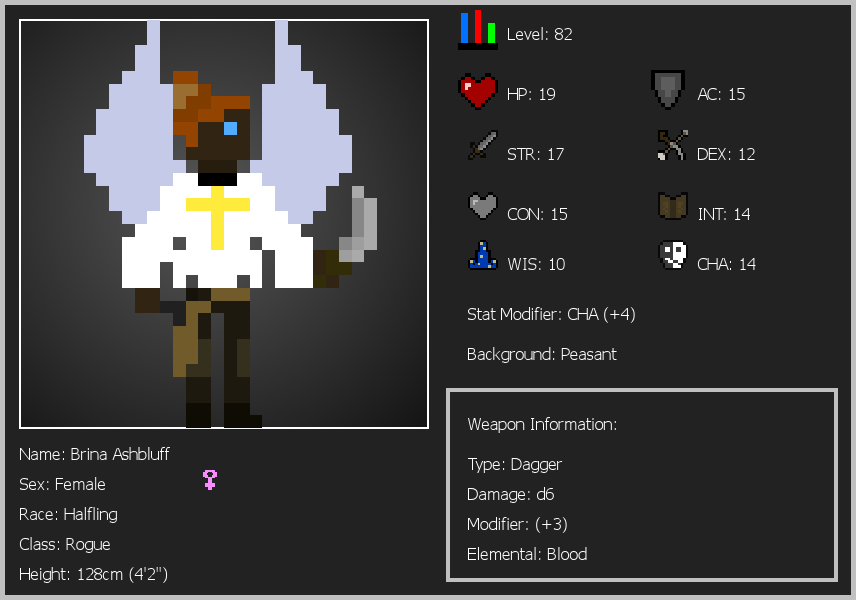 Level: 82
HP: 19
AC: 15
STR: 17
DEX: 12
CON: 15
INT: 14
WIS: 10
CHA: 14
Stat Modifier: CHA (+4)
Background: Peasant
Weapon Information:
Type: Dagger
Damage: d6
Modifier: (+3)
Elemental: Blood
Name: Brina Ashbluff
Sex: Female
Race: Halfling
Class: Rogue
Height: 128cm (4'2")